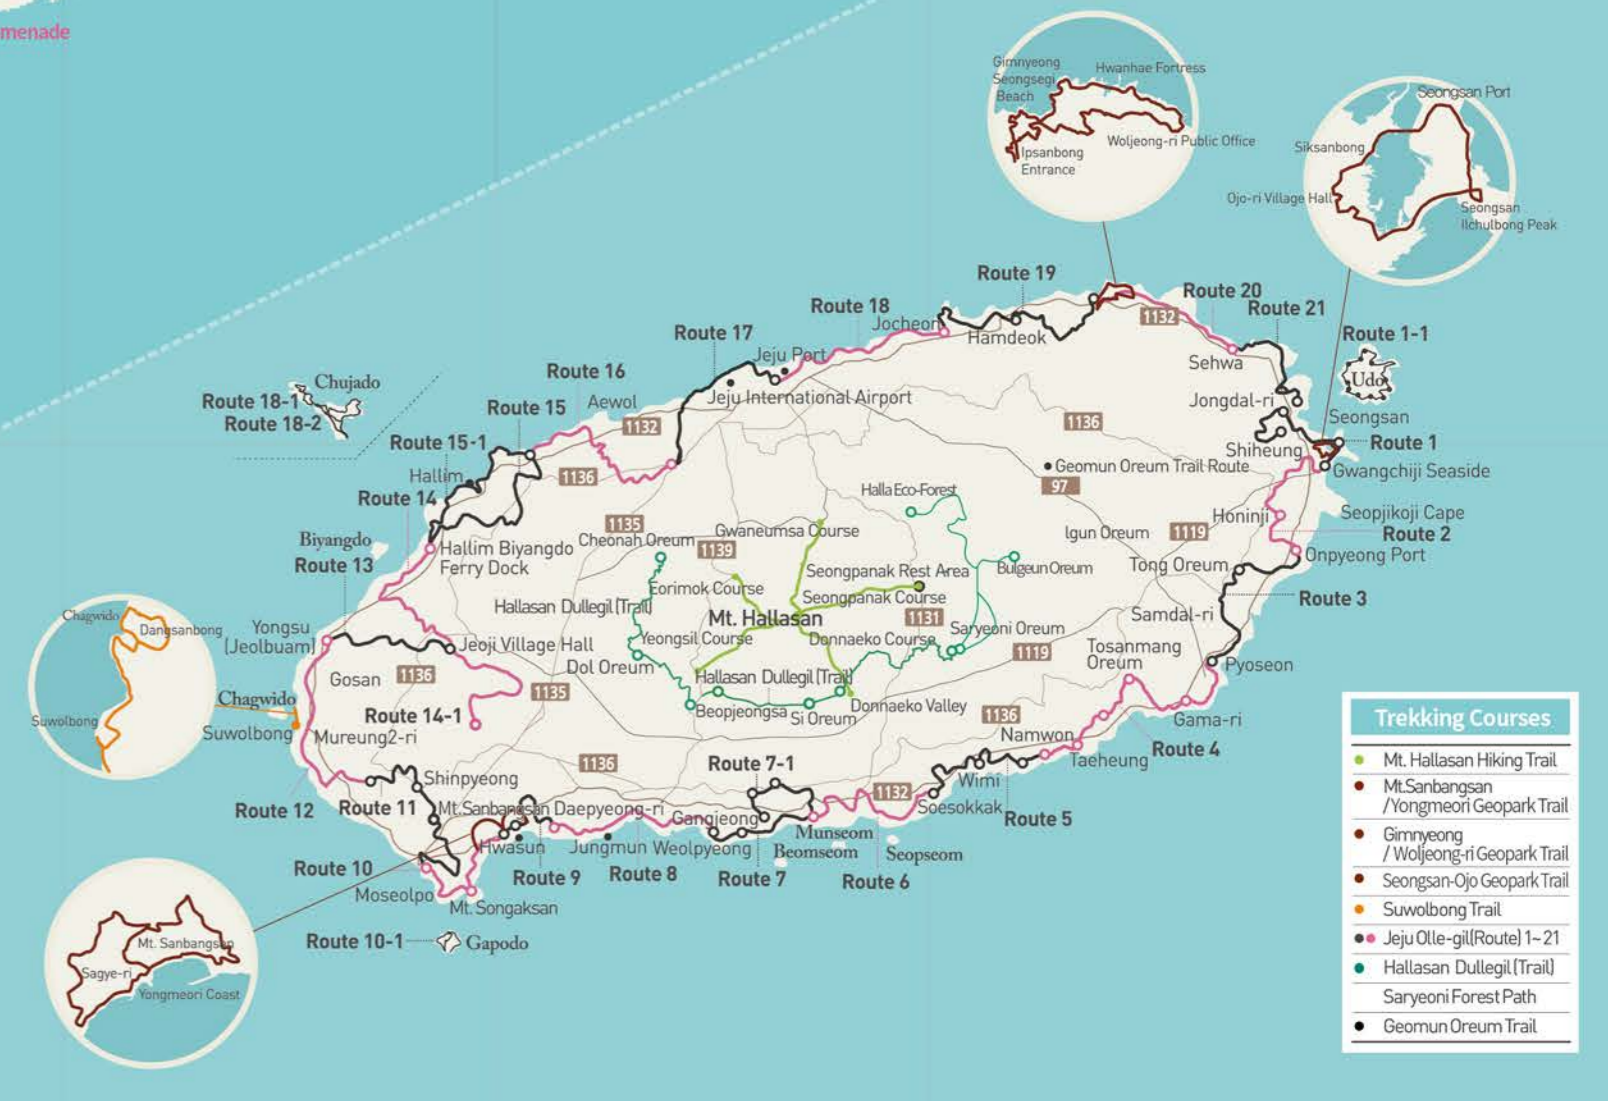 menade
Gimnyeong
Seongsegi
Beach
Hwanhae Fortress
Woljeong-ri Public Office
Ipsanbong
Entrance
Seongsan Port
Siksanbong
Ojo-ri Village Hall
Seongsan
Ilchulbong Peak
Route 19
Route 20
Route 21
Route 18
Jocheon
1132
Hamdeok
Route 17
Jeju Port
Sehwa
Route 1-1
Udo
Route 16
Chujado
Route 18-1
Route 18-2
Jeju International Airport
Jongdal-ri
Aewol
Route 15
1132
1136
Seongsan
Route 15-1
Shiheung
Route 1
Hallim
1136
Geomun Oreum Trail Route
Gwangchiji Seaside
97
Route 14
Halla Eco-Forest
Honinji
Seopjikoji Cape
1135
Gwaneumsa Course
Igun Oreum
1119
Route 2
Biyangdo
Cheonah Oreum
1139
Hallim Biyangdo
Ferry Dock
Onpyeong Port
Route 13
Tong Oreum
Seongpanak Rest Area
Bulgeun Oreum
Eorimok Course
Seongpanak Course
Route 3
Hallasan Dullegil (Trail)
Mt. Hallasan
1131
Samdal-ri
Chagwido
Dangsanbong
Suwolbong
Yongsu
(Jeolbuam)
Jeoji Village Hall
Yeongsil Course
Donnaeko Course
Saryeoni Oreum
1119
Tosanmang
Oreum
Dol Oreum
Pyoseon
Gosan
1136
1135
Hallasan Dullegil (Trail)
Chagwido
Route 14-1
Beopjeongsa
Si Oreum
Donnaeko Valley
Suwolbong
Mureung2-ri
1136
Gama-ri
Namwon
Route 4
1136
Route 7-1
Taeheung
Shinpyeong
Wimi
1132
Route 12
Route 11
Mt.Sanbangsan
Daepyeong-ri
Soesokkak
Route 5
Gangjeong
Munseom
Hwasun
Jungmun
Weolpyeong
Beomseom
Seopseom
Route 10
Route 9
Route 8
Route 7
Route 6
Moseolpo
Mt. Songaksan
Route 10-1
Gapodo
Mt. Sanbangsan
Sagye-ri
Yongmeori Coast
Trekking Courses
Mt. Hallasan Hiking Trail
Mt.Sanbangsan
/Yongmeori Geopark Trail
Gimnyeong
/ Woljeong-ri Geopark Trail
Seongsan-Ojo Geopark Trail
Suwolbong Trail
Jeju Olle-gil(Route) 1~21
Hallasan Dullegil (Trail)
Saryeoni Forest Path
Geomun Oreum Trail